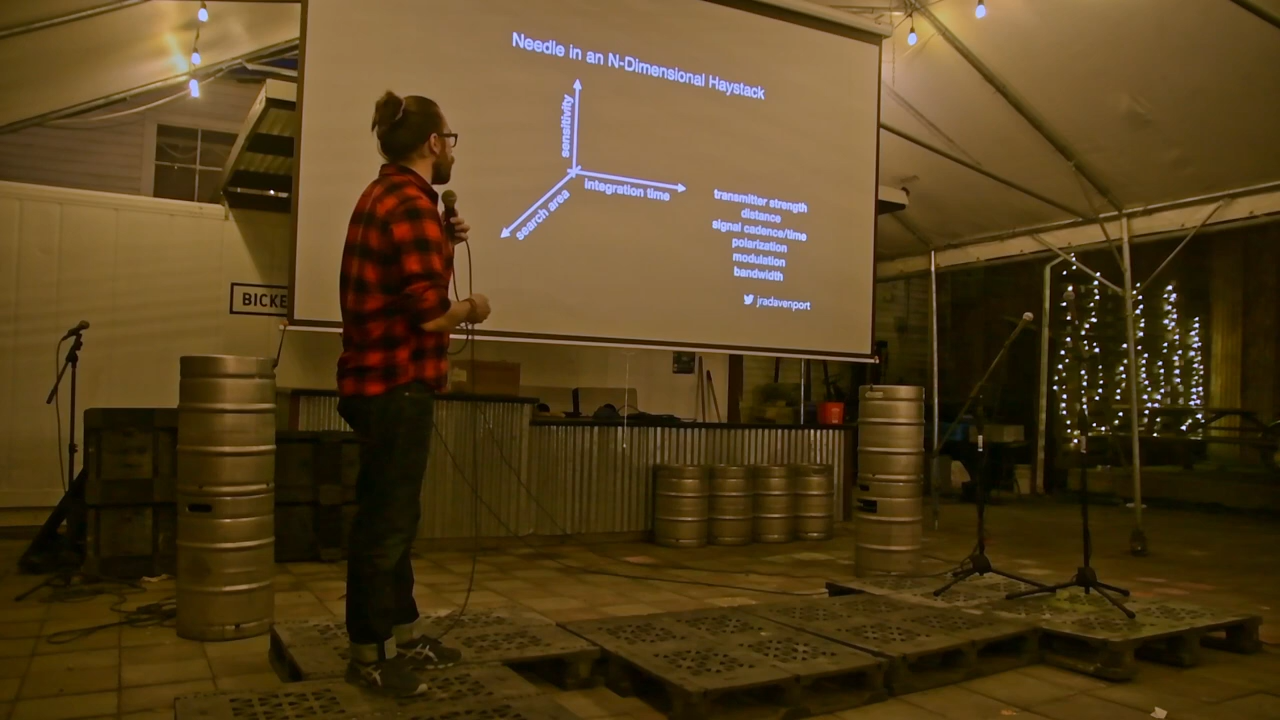 Needle in an N-Dimensional Haystack
sensitivity
integration time
search area
transmitter strength
distance
signal cadence/time
polarization
modulation
bandwidth
jradavenport
BICKE